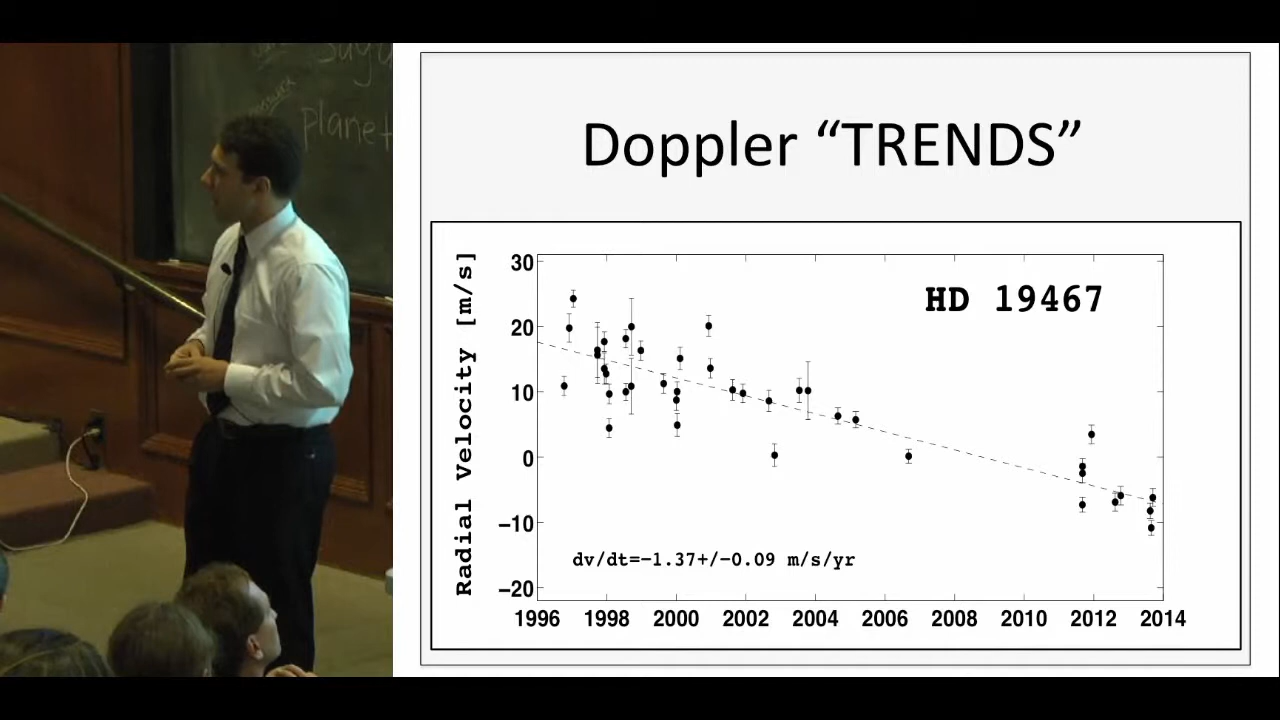 planet
Doppler “TRENDS”
HD 19467
Radial Velocity [m/s]
30
20
10
0
−10
−20
dv/dt=−1.37+/−0.09 m/s/yr
1996 1998 2000 2002 2004 2006 2008 2010 2012 2014